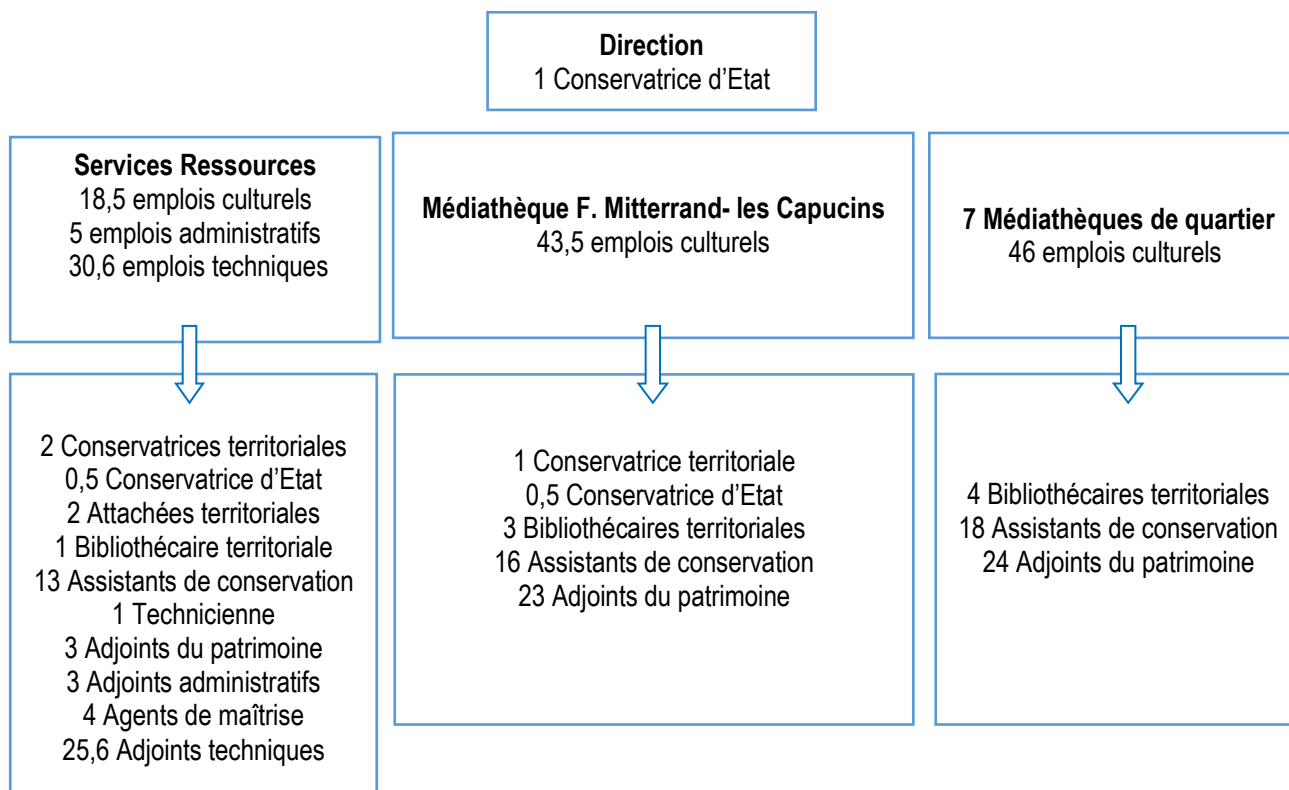 Direction
1 Conservatrice d’Etat
Services Ressources
18,5 emplois culturels
5 emplois administratifs
30,6 emplois techniques
Médiathèque F. Mitterrand- les Capucins
43,5 emplois culturels
7 Médiathèques de quartier
46 emplois culturels
2 Conservatrices territoriales
0,5 Conservatrice d’Etat
2 Attachées territoriales
1 Bibliothécaire territoriale
13 Assistants de conservation
1 Technicienne
3 Adjoints du patrimoine
3 Adjoints administratifs
4 Agents de maîtrise
25,6 Adjoints techniques
1 Conservatrice territoriale
0,5 Conservatrice d’Etat
3 Bibliothécaires territoriales
16 Assistants de conservation
23 Adjoints du patrimoine
4 Bibliothécaires territoriales
18 Assistants de conservation
24 Adjoints du patrimoine